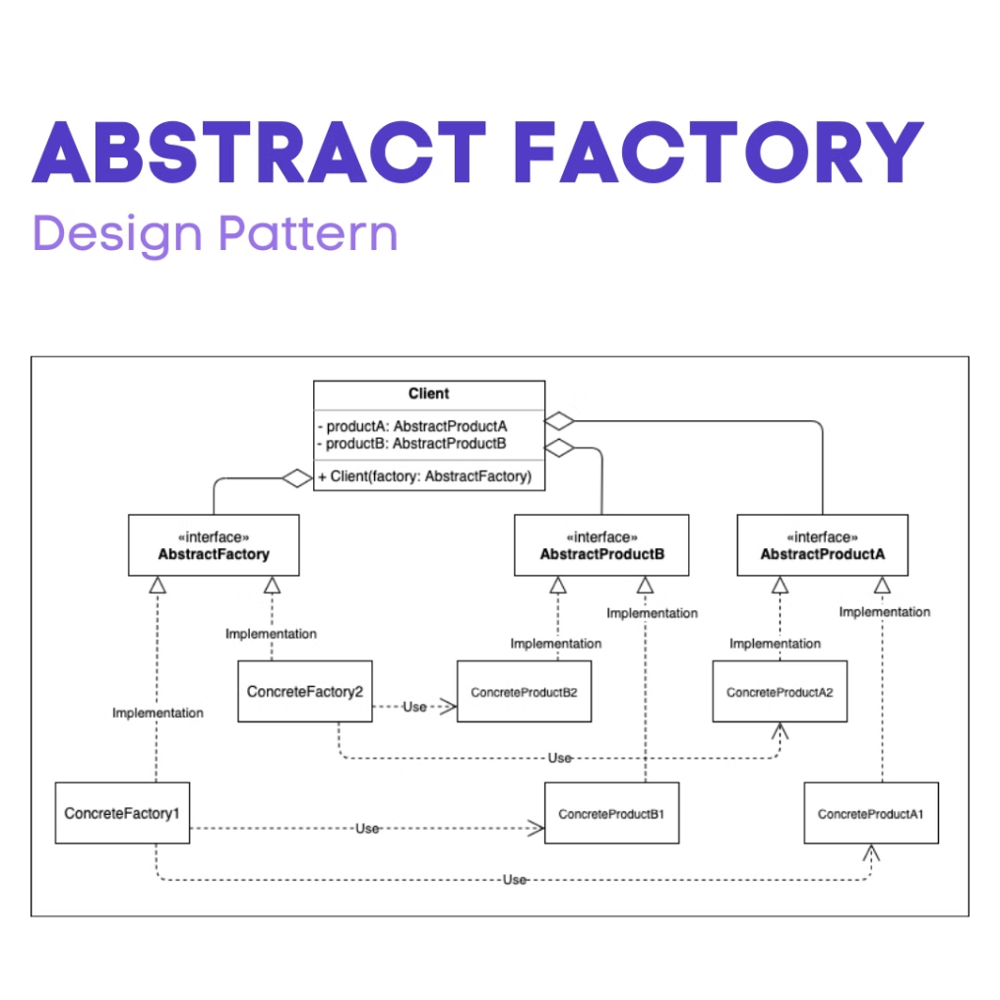 ABSTRACT FACTORY
Design Pattern
Client
- productA: AbstractProductA
- productB: AbstractProductB
+ Client(factory: AbstractFactory)
«interface»
AbstractFactory
«interface»
AbstractProductB
«interface»
AbstractProductA
Implementation
Implementation
Implementation
Implementation
Implementation
ConcreteFactory2
Use
ConcreteProductB2
ConcreteProductA2
Implementation
Use
ConcreteFactory1
Use
ConcreteProductB1
ConcreteProductA1
Use